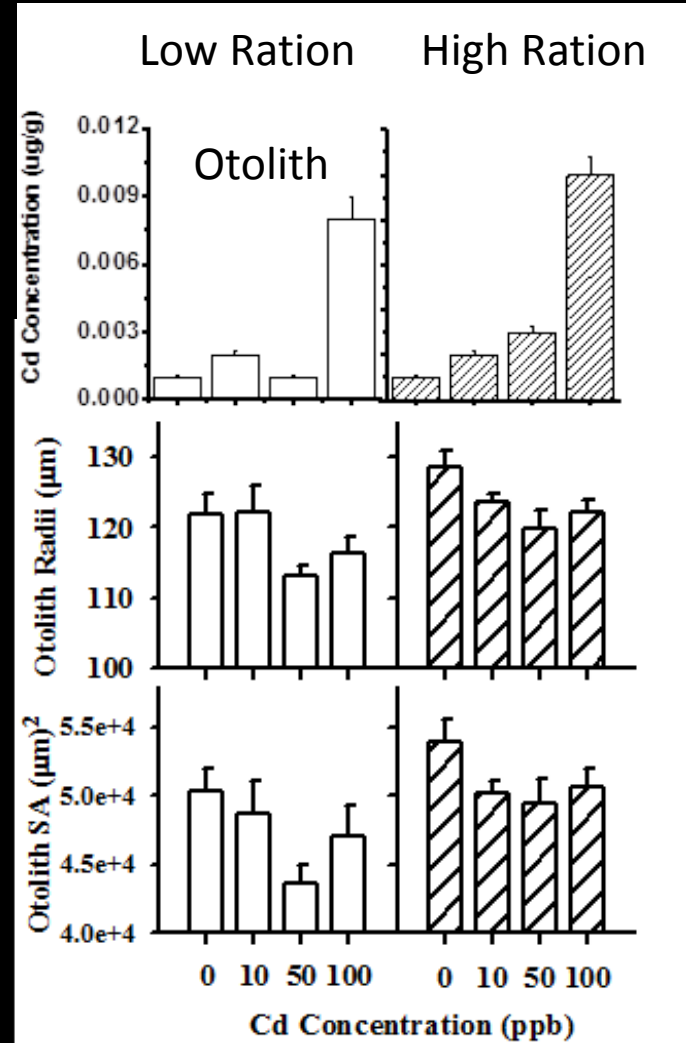 Low Ration High Ration
Cd Concentration (ug/g)
0.012
0.009
0.006
0.003
0.000
Otolith
Otolith Radii (μm)
130
120
110
100
Otolith SA (μm)²
5.5e+4
5.0e+4
4.5e+4
4.0e+4
0 10 50 100 0 10 50 100
Cd Concentration (ppb)